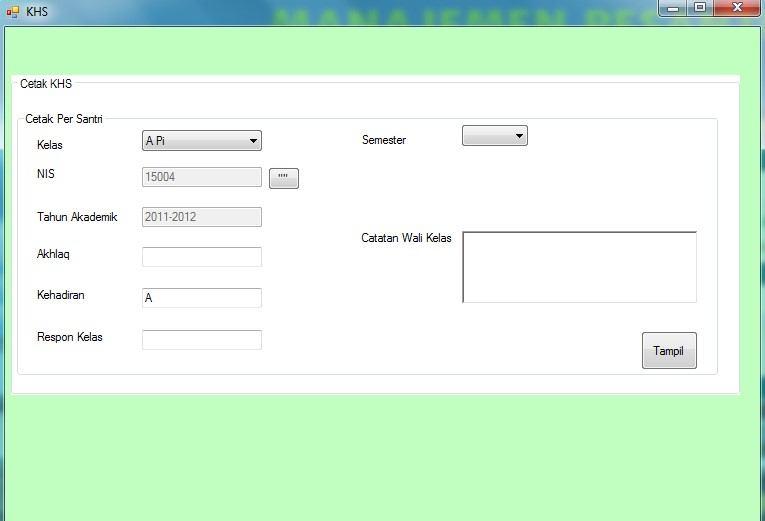 KHS
MANAJEMEN
Cetak KHS
Cetak Per Santri
Kelas
A Pi
Semester
NIS
15004
""
Tahun Akademik
2011-2012
Catatan Wali Kelas
Akhlaq
Kehadiran
A
Respon Kelas
Tampil